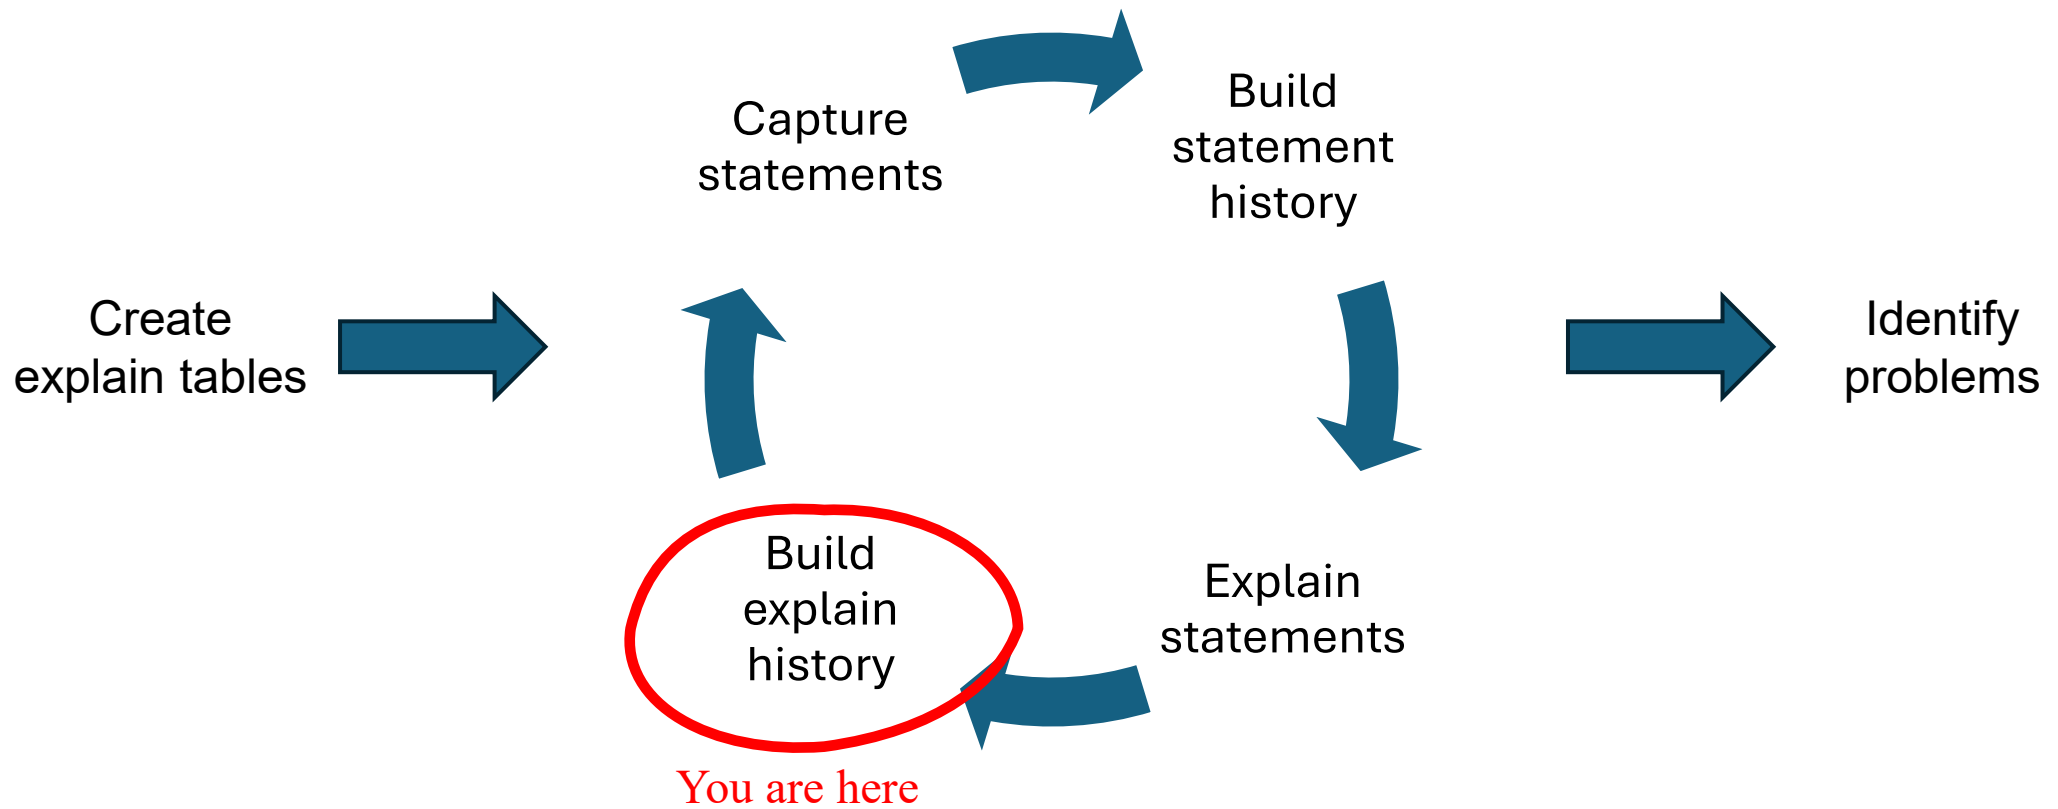 Create
explain tables
Capture
statements
Build
statement
history
Explain
statements
Build
explain
history
You are here
Identify
problems